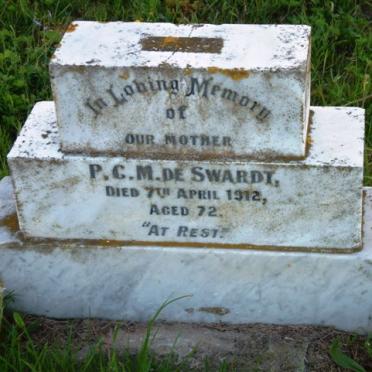 In Loving Memory
of
OUR MOTHER
P. C. M. DE SWARDT,
DIED 7TH APRIL 1912,
AGED 72.
"AT REST."